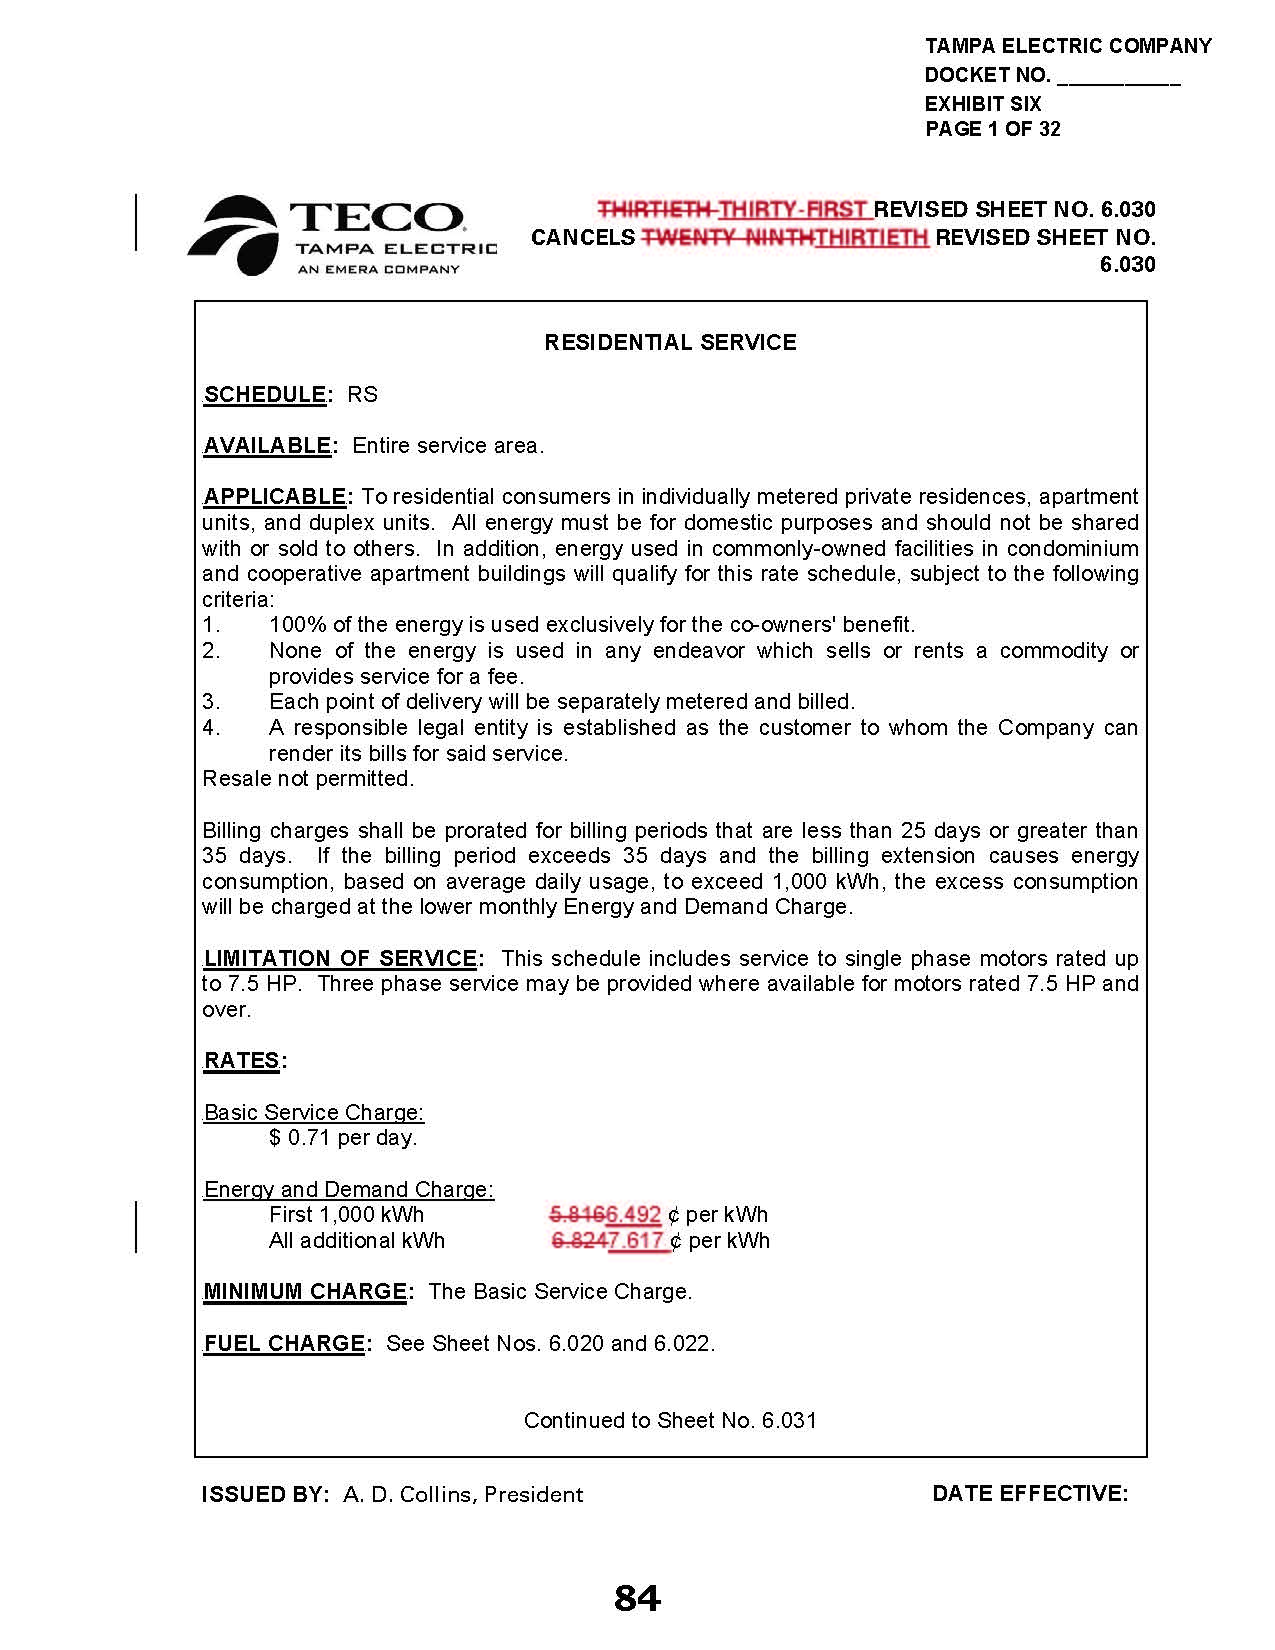 TAMPA ELECTRIC COMPANY
DOCKET NO. ___________
EXHIBIT SIX
PAGE 1 OF 32
TECO.
TAMPA ELECTRIC
AN EMERA COMPANY
THIRTIETH THIRTY-FIRST REVISED SHEET NO. 6.030
CANCELS TWENTY-NINTHTHIRTIETH REVISED SHEET NO.
6.030
RESIDENTIAL SERVICE
SCHEDULE: RS
AVAILABLE: Entire service area.
APPLICABLE: To residential consumers in individually metered private residences, apartment
units, and duplex units. All energy must be for domestic purposes and should not be shared
with or sold to others. In addition, energy used in commonly-owned facilities in condominium
and cooperative apartment buildings will qualify for this rate schedule, subject to the following
criteria:
1. 100% of the energy is used exclusively for the co-owners' benefit.
2. None of the energy is used in any endeavor which sells or rents a commodity or
provides service for a fee.
3. Each point of delivery will be separately metered and billed.
4. A responsible legal entity is established as the customer to whom the Company can
render its bills for said service.
Resale not permitted.
Billing charges shall be prorated for billing periods that are less than 25 days or greater than
35 days. If the billing period exceeds 35 days and the billing extension causes energy
consumption, based on average daily usage, to exceed 1,000 kWh, the excess consumption
will be charged at the lower monthly Energy and Demand Charge.
LIMITATION OF SERVICE: This schedule includes service to single phase motors rated up
to 7.5 HP. Three phase service may be provided where available for motors rated 7.5 HP and
over.
RATES:
Basic Service Charge:
$ 0.71 per day.
Energy and Demand Charge:
First 1,000 kWh 5.8166.492 ¢ per kWh
All additional kWh 6.8247.617 ¢ per kWh
MINIMUM CHARGE: The Basic Service Charge.
FUEL CHARGE: See Sheet Nos. 6.020 and 6.022.
Continued to Sheet No. 6.031
ISSUED BY: A. D. Collins, President DATE EFFECTIVE:
84